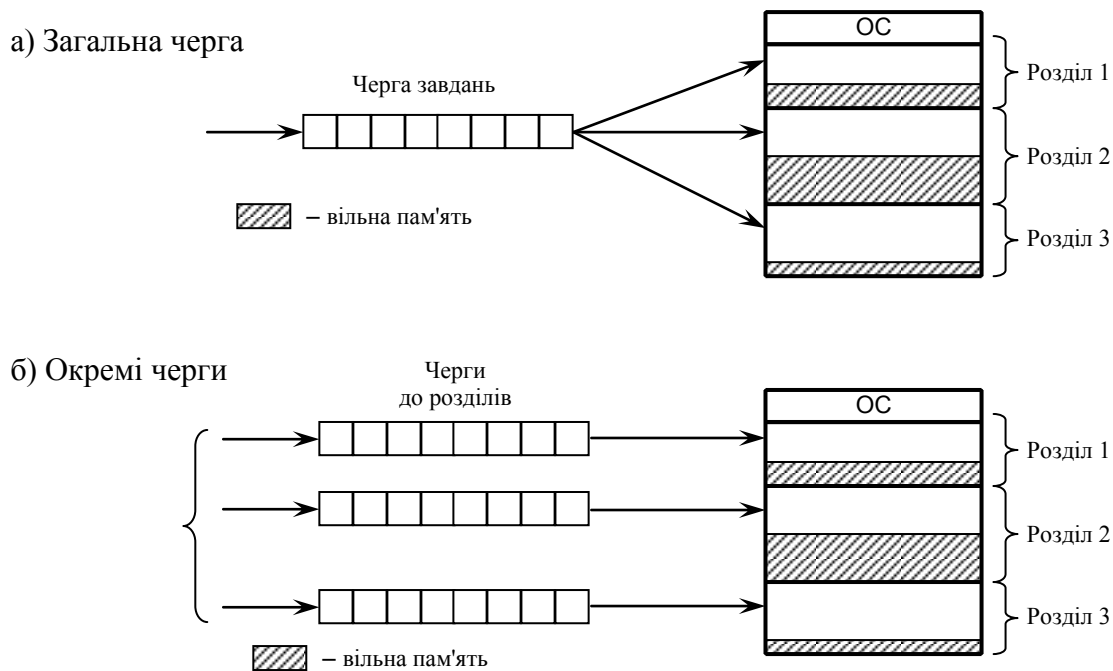 а) Загальна черга
Черга завдань
– вільна пам'ять
ОС
Розділ 1
Розділ 2
Розділ 3
б) Окремі черги
Черги
до розділів
– вільна пам'ять
ОС
Розділ 1
Розділ 2
Розділ 3